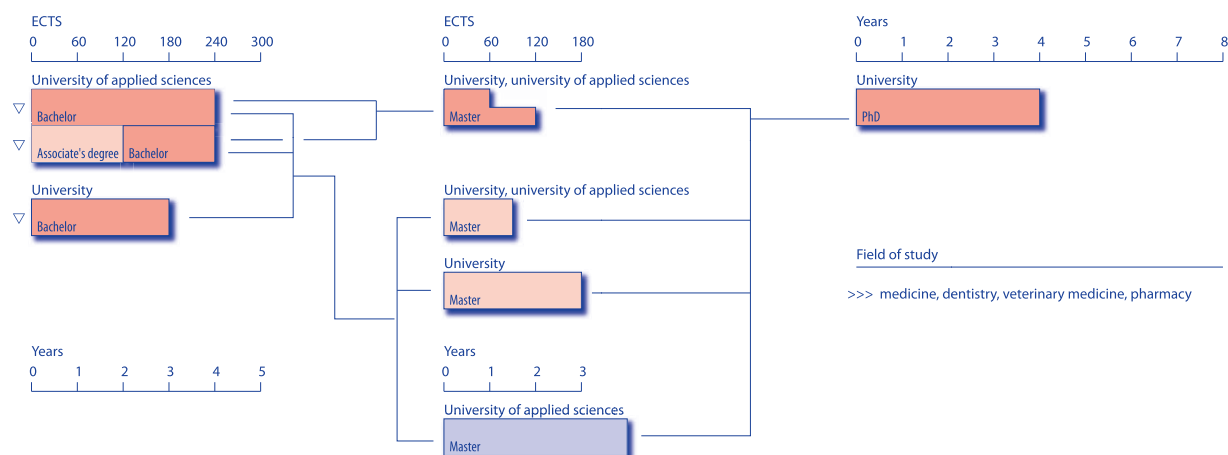 ECTS
0 60 120 180 240 300
University of applied sciences
Bachelor
Associate's degree Bachelor
University
Bachelor
Years
0 1 2 3 4 5
ECTS
0 60 120 180
University, university of applied sciences
Master
University, university of applied sciences
Master
University
Master
Years
0 1 2 3
University of applied sciences
Master
Years
0 1 2 3 4 5 6 7 8
University
PhD
Field of study
>>> medicine, dentistry, veterinary medicine, pharmacy